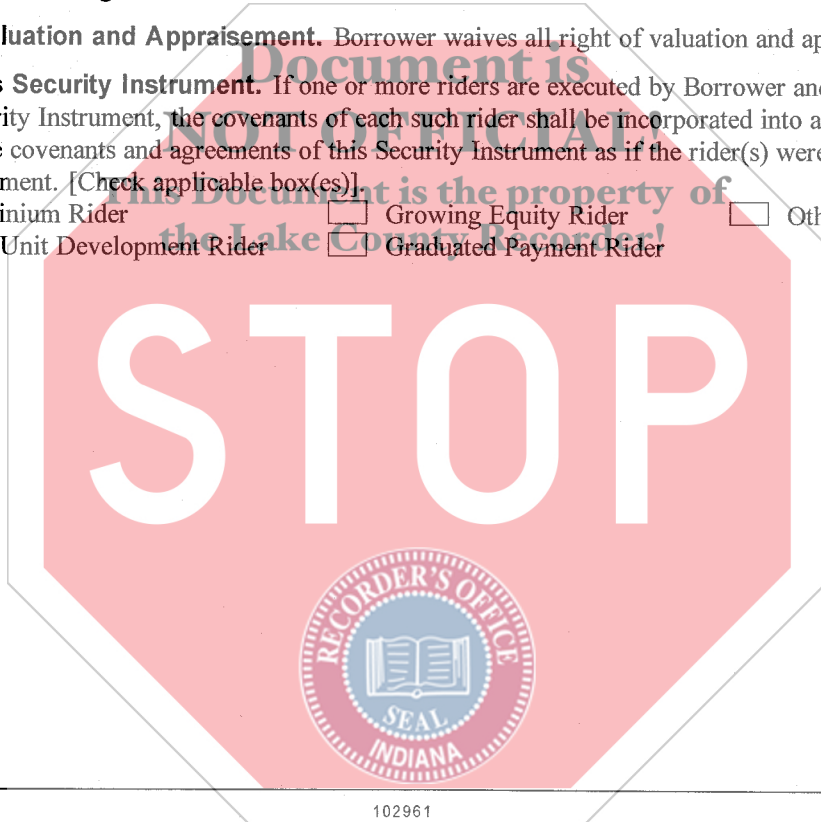 luation and Appraisement. Borrower waives all right of valuation and ap
Document is
s Security Instrument. If one or more riders are executed by Borrower and
ity Instrument, the covenants of each such rider shall be incorporated into a
NOT OFFICIAL!
e covenants and agreements of this Security Instrument as if the rider(s) were
ment. [Check applicable box(es)].
This Document is the property of
inium Rider Growing Equity Rider Oth
the Lake County Recorder!
Unit Development Rider Graduated Payment Rider
STOP
RECORDER'S OFFICE
SEAL
INDIANA
102961